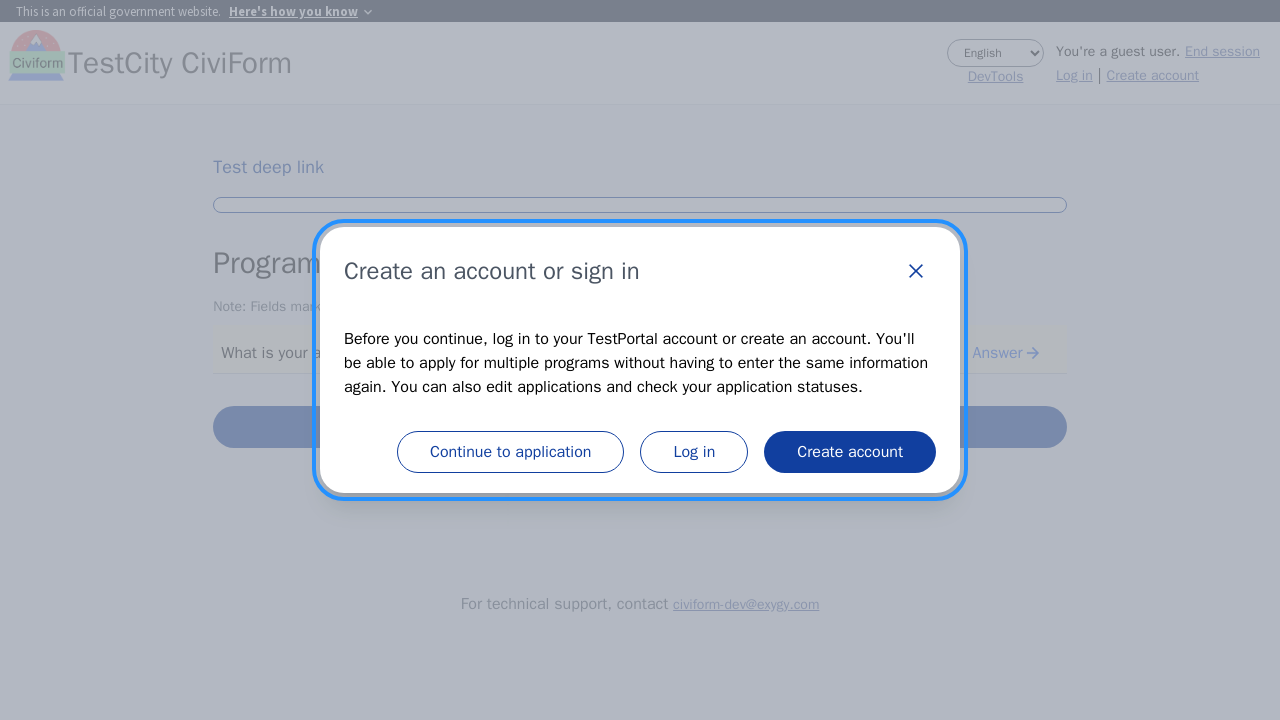 This is an official government website. Here's how you know
Civiform TestCity CiviForm
English
DevTools
You're a guest user. End session
Log in | Create account
Test deep link
Program
Note: Fields mark
What is your a
Answer
Create an account or sign in
Before you continue, log in to your TestPortal account or create an account. You'll
be able to apply for multiple programs without having to enter the same information
again. You can also edit applications and check your application statuses.
Continue to application
Log in
Create account
For technical support, contact civiform-dev@exygy.com